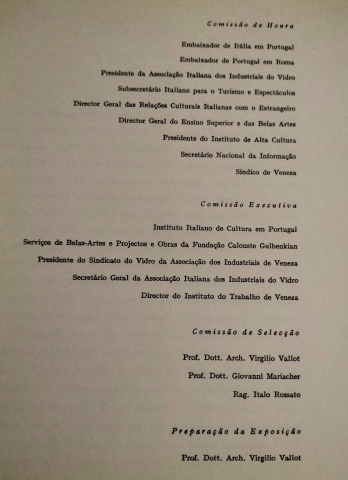 Comissão de Honra
Embaixador de Itália em Portugal
Embaixador de Portugal em Roma
Presidente da Associação Italiana dos Industriais do Vidro
Subsecretário Italiano para o Turismo e Espectáculos
Director Geral das Relações Culturais Italianas com o Estrangeiro
Director Geral do Ensino Superior e das Belas Artes
Presidente do Instituto de Alta Cultura
Secretário Nacional da Informação
Síndico de Veneza
Comissão Executiva
Instituto Italiano de Cultura em Portugal
Serviços de Belas-Artes e Projectos e Obras da Fundação Calouste Gulbenkian
Presidente do Sindicato do Vidro da Associação dos Industriais de Veneza
Secretário Geral da Associação Italiana dos Industriais do Vidro
Director do Instituto do Trabalho de Veneza
Comissão de Selecção
Prof. Dott. Arch. Virgilio Vallot
Prof. Dott. Giovanni Mariacher
Rag. Italo Rossato
Preparação da Exposição
Prof. Dott. Arch. Virgilio Vallot